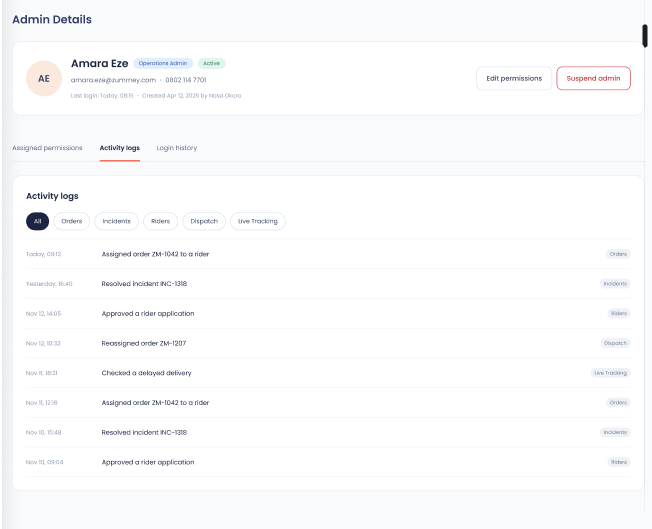 Admin Details
AE
Amara Eze Operations Admin Active
amara.eze@zummey.com · 0802 114 7701
Last login: Today, 08:15 · Created Apr 12, 2026 by Nosa Okoro
Edit permissions
Suspend admin
Assigned permissions Activity logs Login history
Activity logs
All Orders Incidents Riders Dispatch Live Tracking
Today, 09:12 Assigned order ZM-1042 to a rider Orders
Yesterday, 16:40 Resolved incident INC-1318 Incidents
Nov 12, 14:05 Approved a rider application Riders
Nov 12, 10:32 Reassigned order ZM-1207 Dispatch
Nov 11, 18:21 Checked a delayed delivery Live Tracking
Nov 11, 12:18 Assigned order ZM-1042 to a rider Orders
Nov 10, 15:48 Resolved incident INC-1318 Incidents
Nov 10, 09:04 Approved a rider application Riders